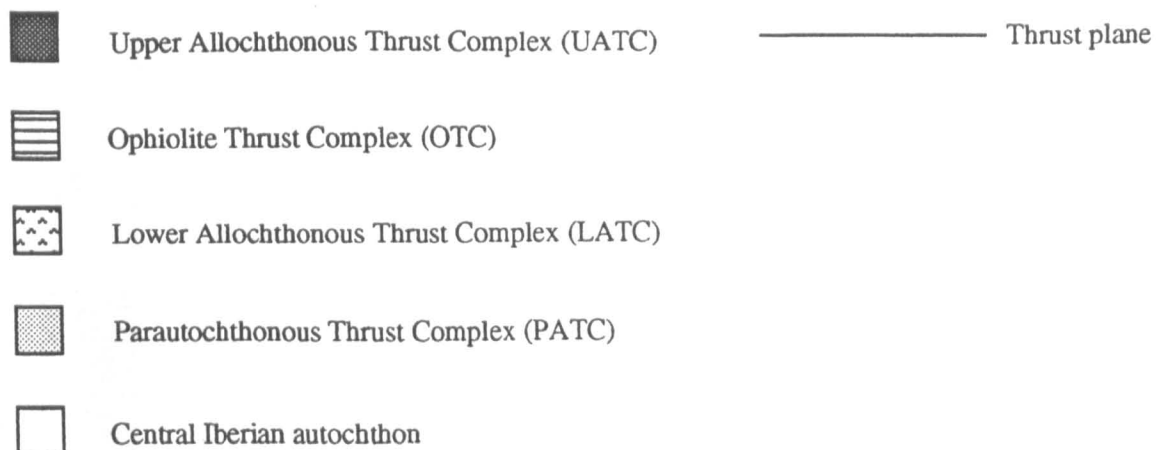 Upper Allochthonous Thrust Complex (UATC)
Thrust plane
Ophiolite Thrust Complex (OTC)
Lower Allochthonous Thrust Complex (LATC)
Parautochthonous Thrust Complex (PATC)
Central Iberian autochthon